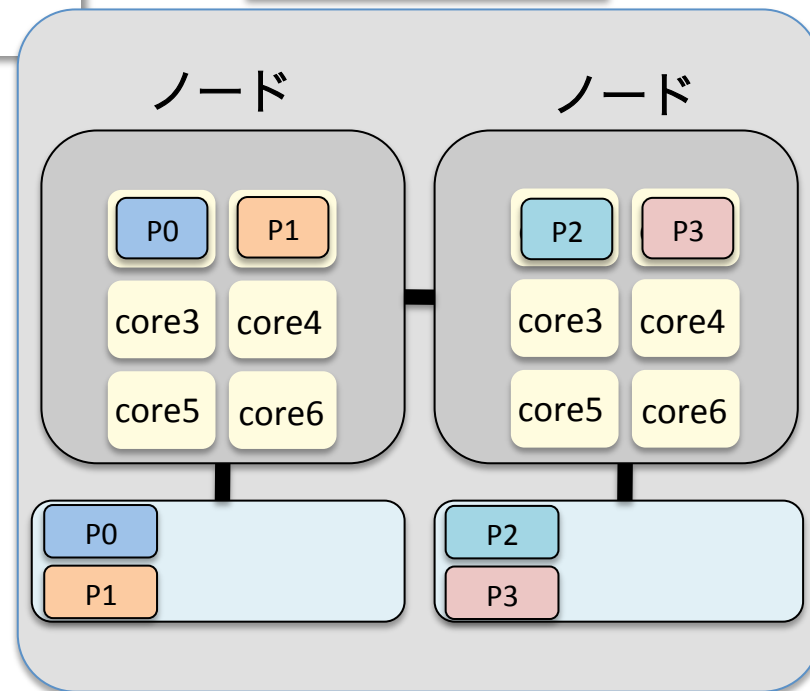 ノード ノード
P0 P1 P2 P3
core3 core4 core3 core4
core5 core6 core5 core6
P0 P2
P1 P3